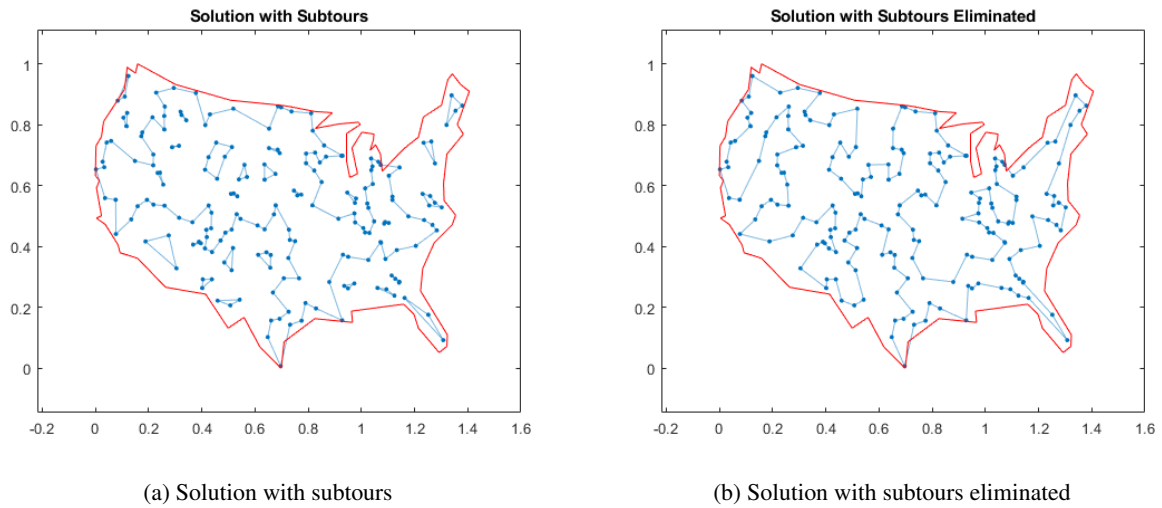 Solution with Subtours
1
0.8
0.6
0.4
0.2
0
-0.2 0 0.2 0.4 0.6 0.8 1 1.2 1.4 1.6
(a) Solution with subtours
Solution with Subtours Eliminated
1
0.8
0.6
0.4
0.2
0
-0.2 0 0.2 0.4 0.6 0.8 1 1.2 1.4 1.6
(b) Solution with subtours eliminated